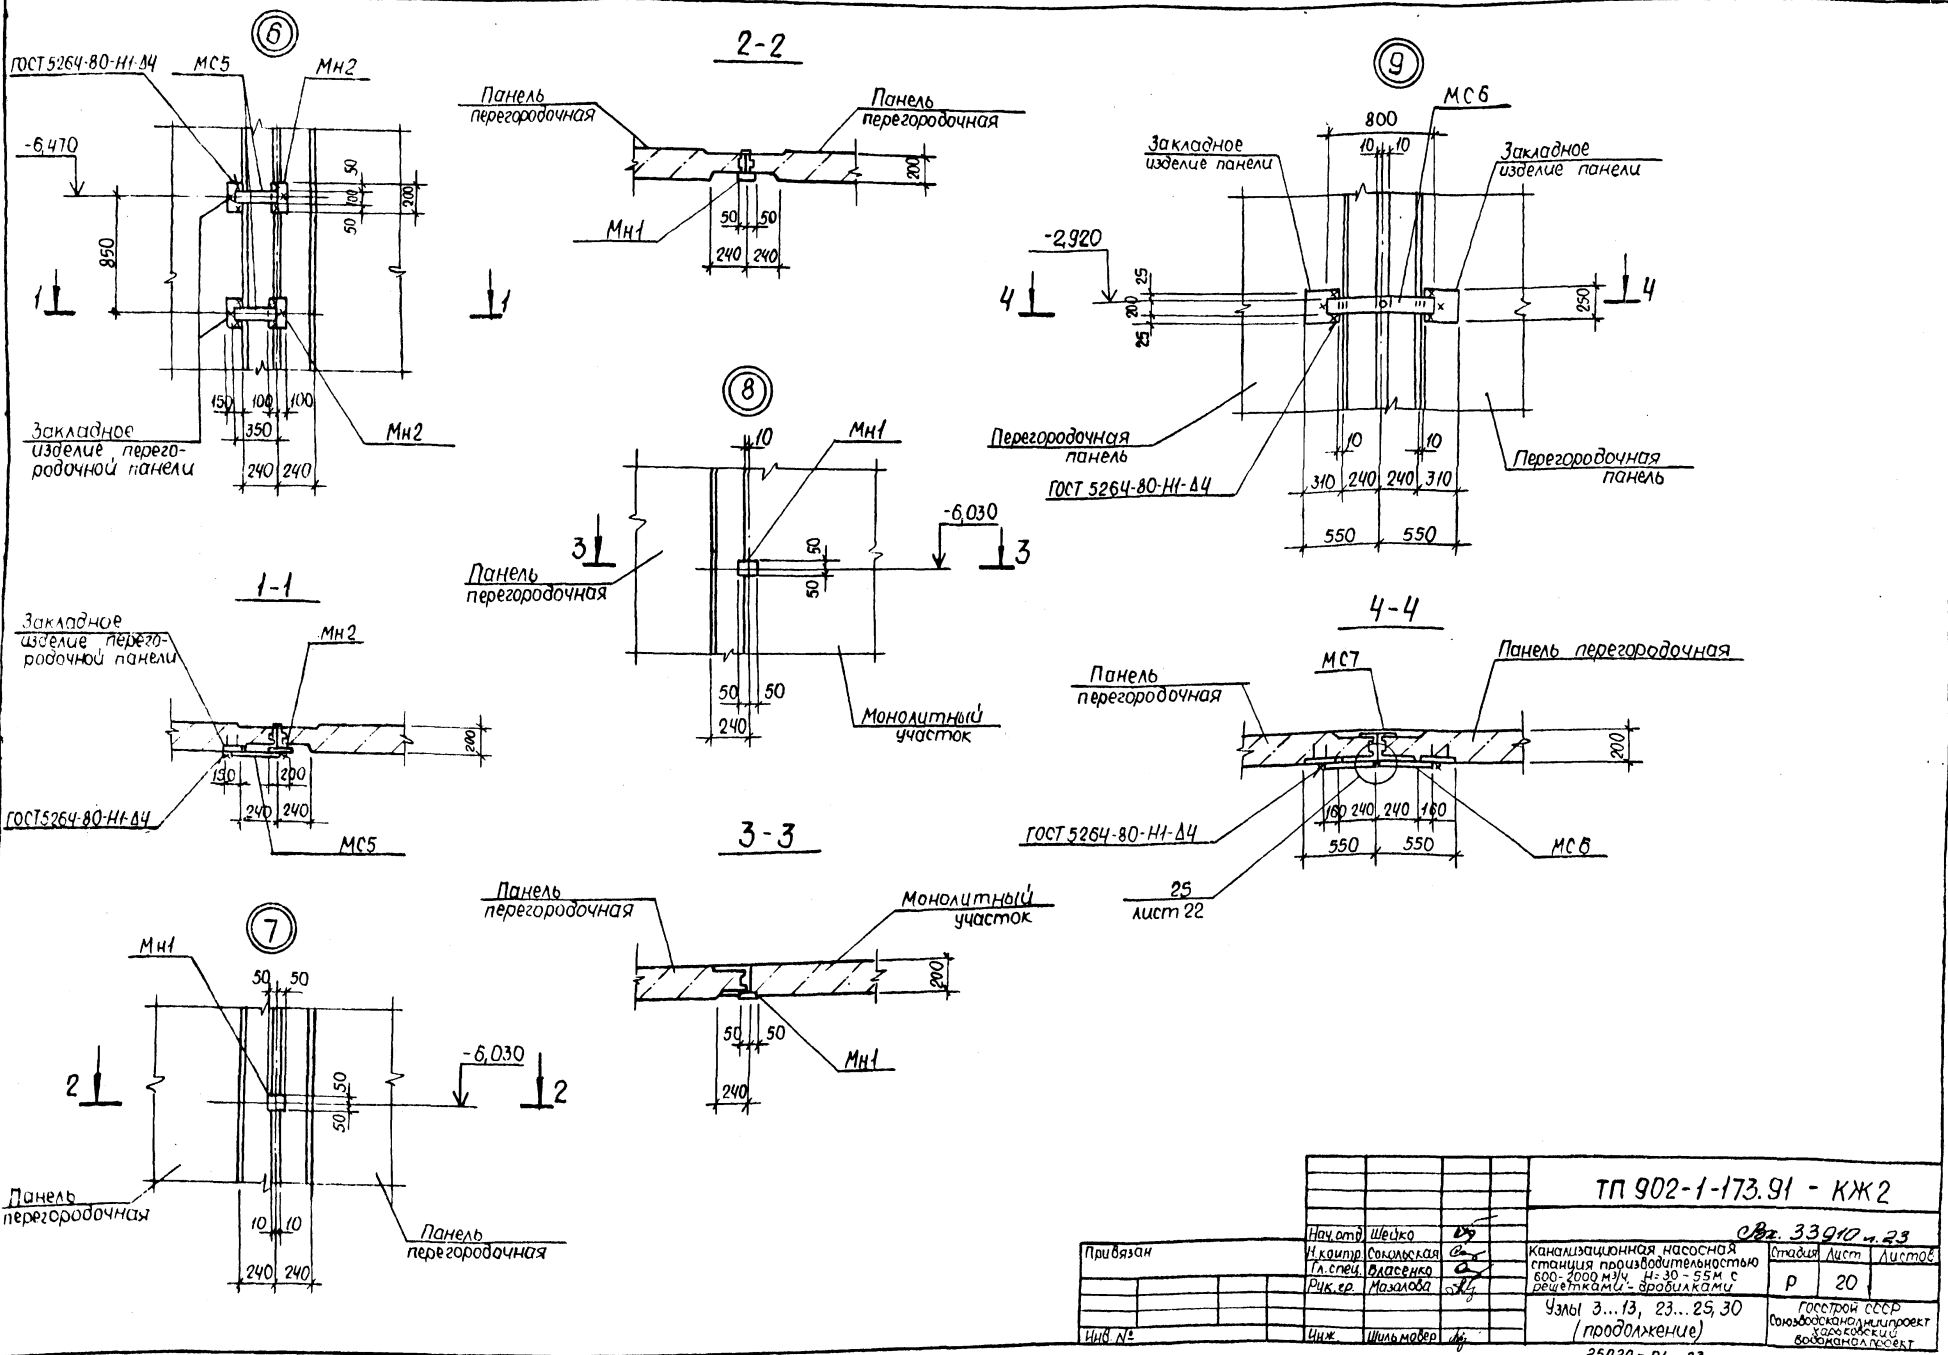 6
ГОСТ 5264-80-Н1-Δ4
МС5
Мн2
-6,470
50
100
50
200
850
1
1
150
100
100
350
240
240
Закладное
изделие перего-
родочной панели
Мн2
1-1
Закладное
изделие перего-
родочной панели
Мн2
200
150
200
240
240
ГОСТ 5264-80-Н1-Δ4
МС5
7
Мн1
50
50
-6,030
2
2
50
50
Панель
перегородочная
10
10
Панель
перегородочная
240
240
2-2
Панель
перегородочная
Панель
перегородочная
200
50
50
Мн1
240
240
8
10
Мн1
-6,030
3
3
50
50
Панель
перегородочная
50
50
240
Монолитный
участок
3-3
Панель
перегородочная
Монолитный
участок
200
50
50
Мн1
240
9
МС6
800
10
10
Закладное
изделие панели
Закладное
изделие панели
-2,920
4
4
25
200
25
250
Перегородочная
панель
10
10
Перегородочная
панель
ГОСТ 5264-80-Н1-Δ4
310
240
240
310
550
550
4-4
МС7
Панель перегородочная
Панель
перегородочная
200
160
240
240
160
ГОСТ 5264-80-Н1-Δ4
550
550
МС6
25
лист 22
ТП 902-1-173.91 - КЖ2
Вх. 33910 л. 23
Привязан
Инв. №
Нач.отд Шейко
Н.контр. Сокольская
Гл.спец. Власенко
Рук.гр. Мазалова
Инж. Шильмовер
Канализационная насосная
станция производительностью
600-2000 м3/ч, Н=30-55м с
решетками-дробилками
Стадия Лист Листов
Р 20
Узлы 3...13, 23...25, 30
(продолжение)
Госстрой СССР
Союзводоканалниипроект
Харьковский
Водоканалпроект